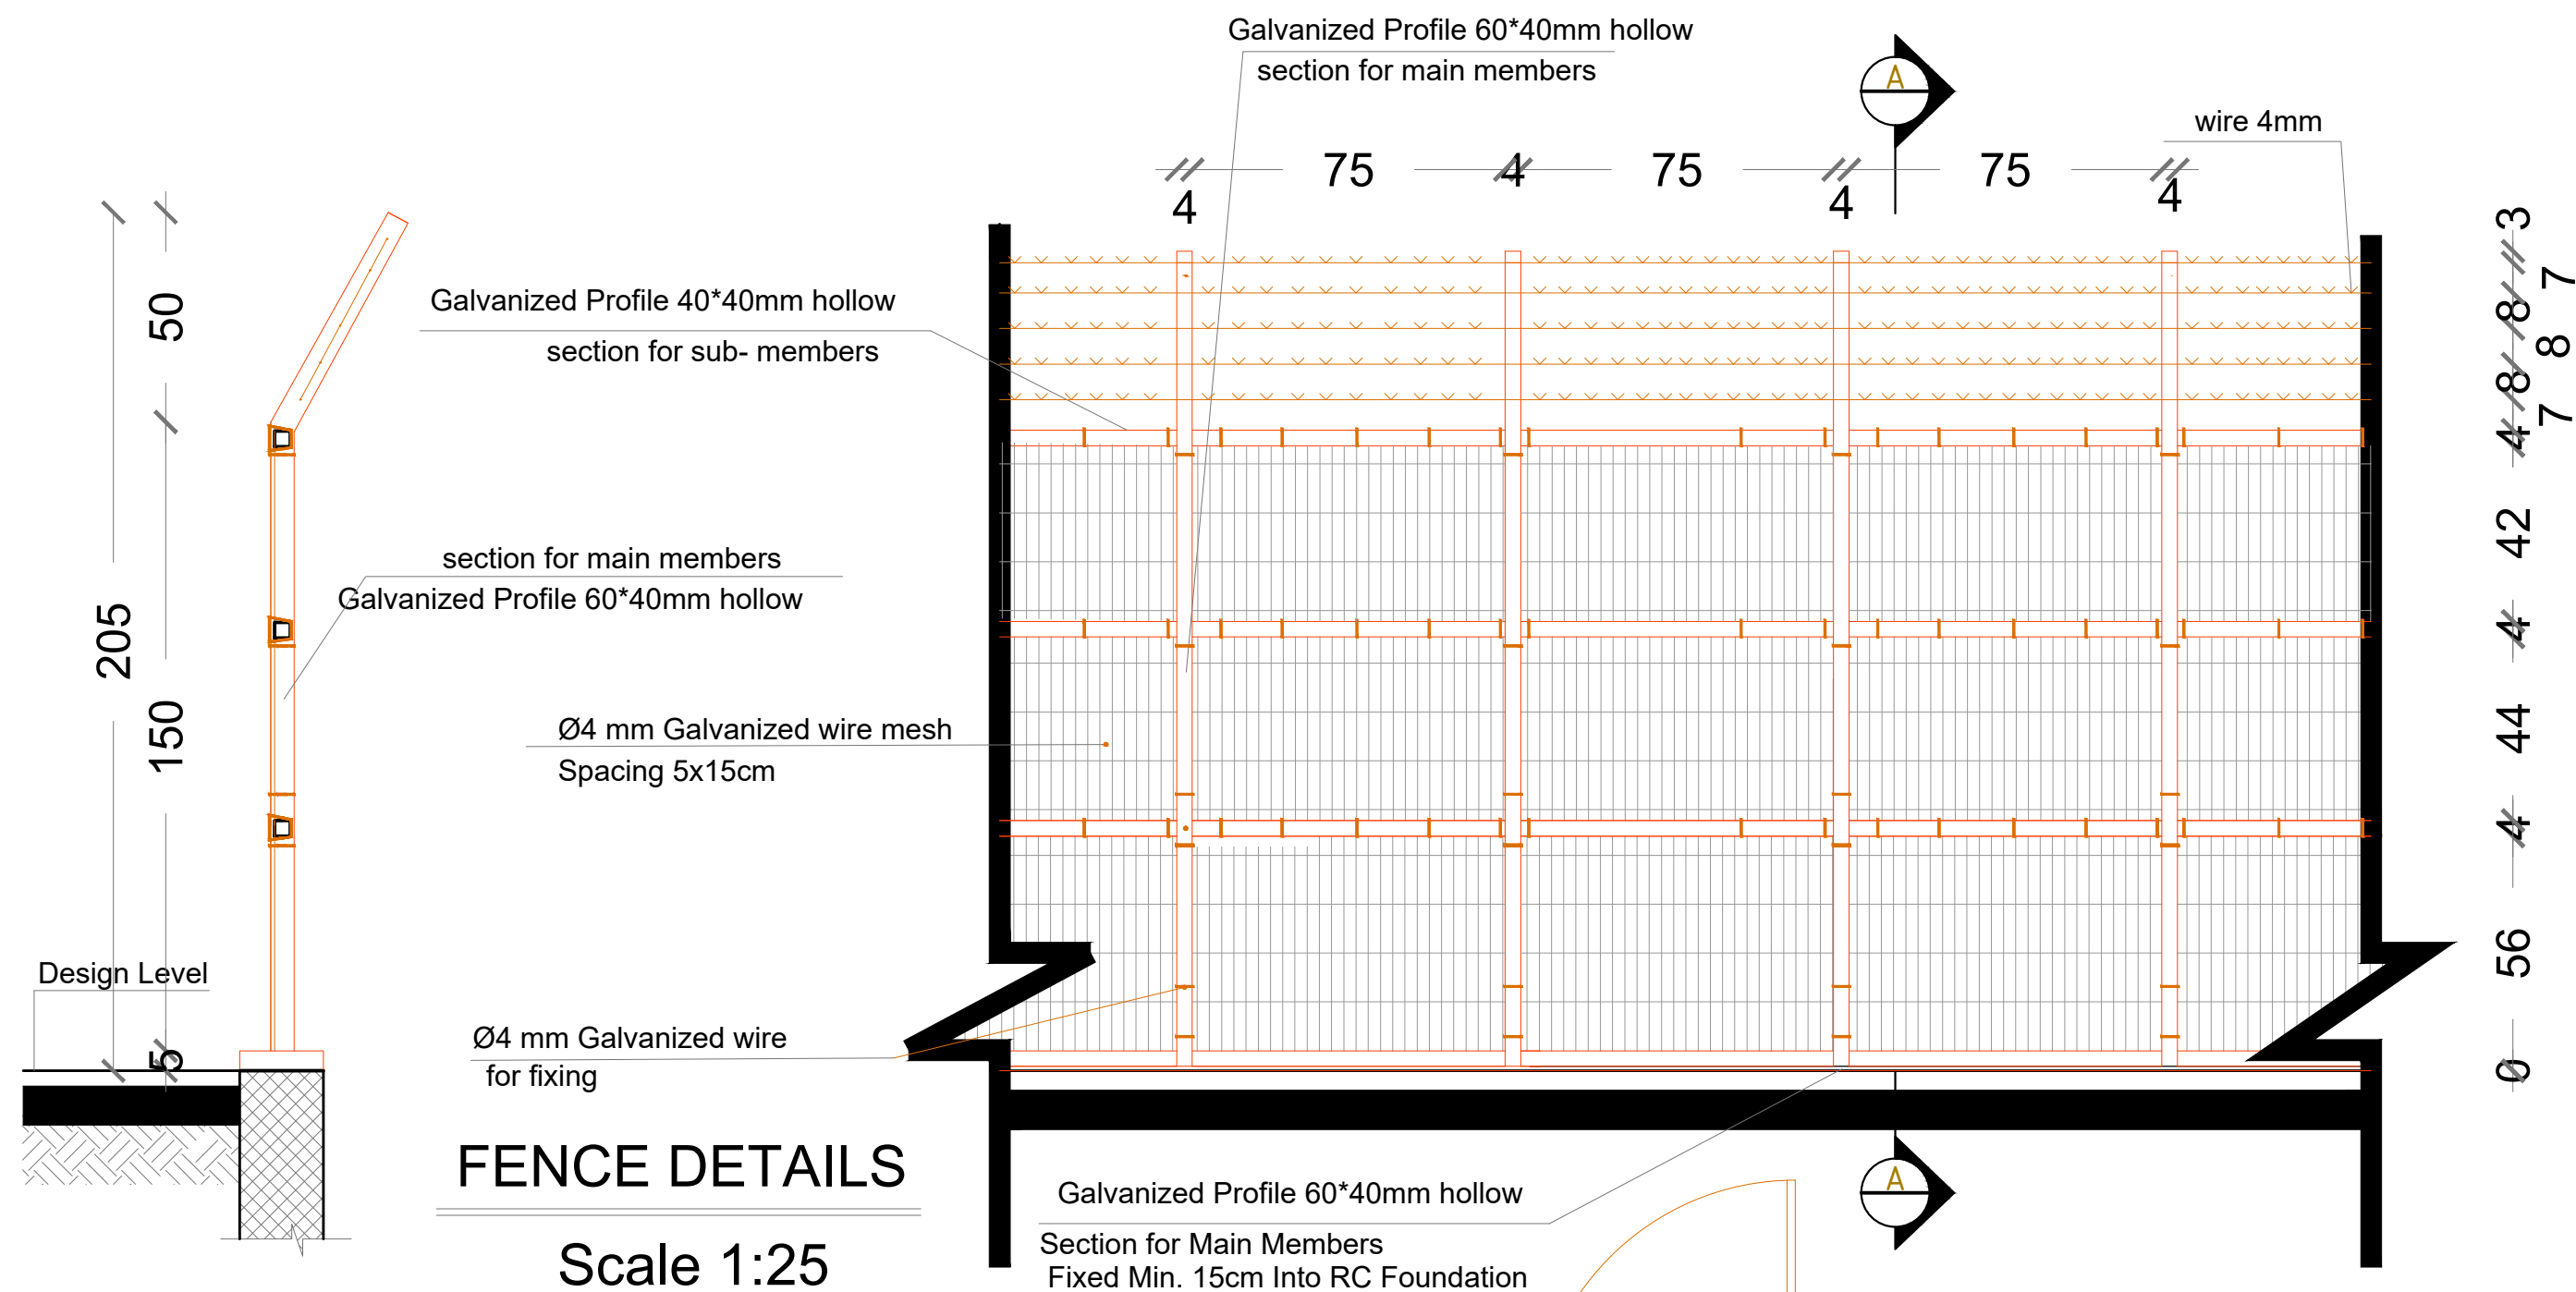 Galvanized Profile 60*40mm hollow
section for main members
A
wire 4mm
75
4
75
75
4
4
4
3
7
8
8
8
7
4
42
4
44
4
56
0
50
205
150
5
Galvanized Profile 40*40mm hollow
section for sub- members
section for main members
Galvanized Profile 60*40mm hollow
Ø4 mm Galvanized wire mesh
Spacing 5x15cm
Design Level
Ø4 mm Galvanized wire
for fixing
FENCE DETAILS
Scale 1:25
Galvanized Profile 60*40mm hollow
Section for Main Members
Fixed Min. 15cm Into RC Foundation
A